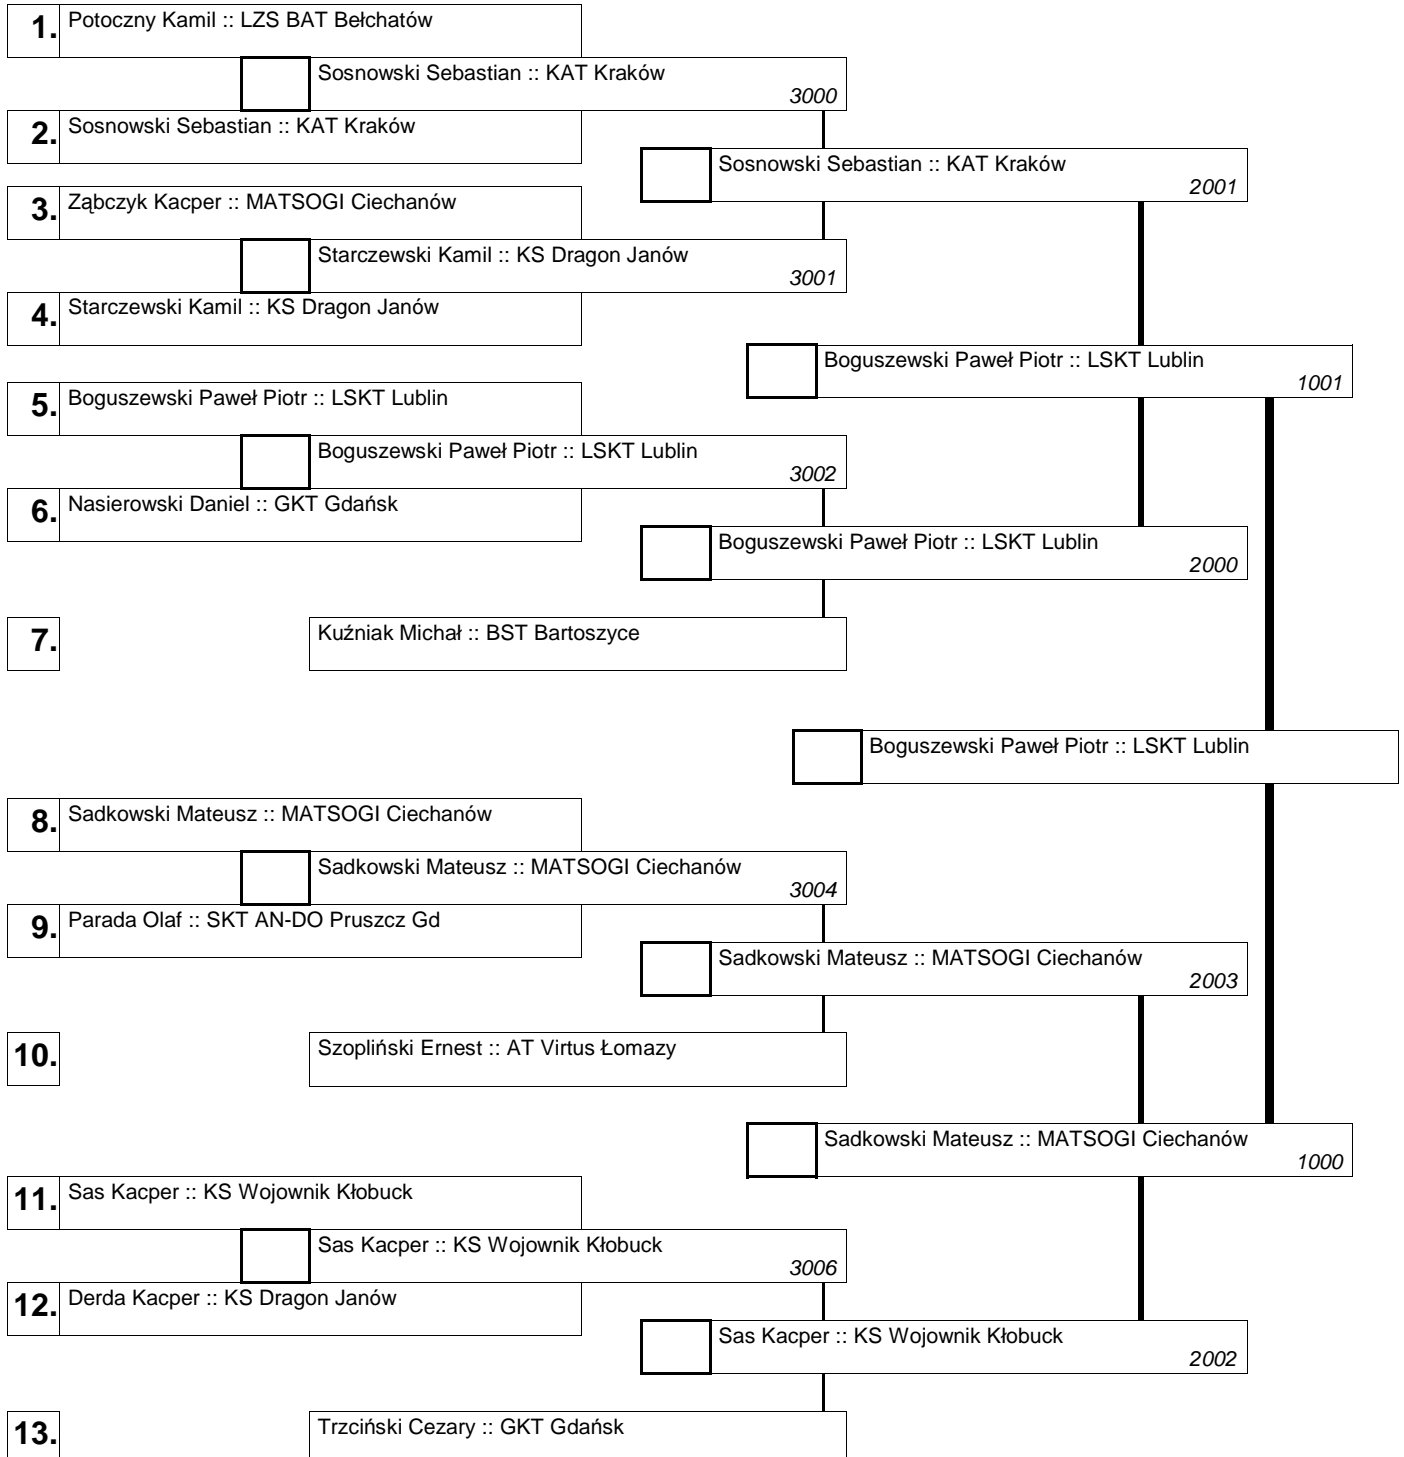 1. Potoczny Kamil :: LZS BAT Bełchatów
Sosnowski Sebastian :: KAT Kraków
3000
2. Sosnowski Sebastian :: KAT Kraków
Sosnowski Sebastian :: KAT Kraków
2001
3. Ząbczyk Kacper :: MATSOGI Ciechanów
Starczewski Kamil :: KS Dragon Janów
3001
4. Starczewski Kamil :: KS Dragon Janów
Boguszewski Paweł Piotr :: LSKT Lublin
1001
5. Boguszewski Paweł Piotr :: LSKT Lublin
Boguszewski Paweł Piotr :: LSKT Lublin
3002
6. Nasierowski Daniel :: GKT Gdańsk
Boguszewski Paweł Piotr :: LSKT Lublin
2000
7. Kuźniak Michał :: BST Bartoszyce
Boguszewski Paweł Piotr :: LSKT Lublin
8. Sadkowski Mateusz :: MATSOGI Ciechanów
Sadkowski Mateusz :: MATSOGI Ciechanów
3004
9. Parada Olaf :: SKT AN-DO Pruszcz Gd
Sadkowski Mateusz :: MATSOGI Ciechanów
2003
10. Szopliński Ernest :: AT Virtus Łomazy
Sadkowski Mateusz :: MATSOGI Ciechanów
1000
11. Sas Kacper :: KS Wojownik Kłobuck
Sas Kacper :: KS Wojownik Kłobuck
3006
12. Derda Kacper :: KS Dragon Janów
Sas Kacper :: KS Wojownik Kłobuck
2002
13. Trzciński Cezary :: GKT Gdańsk